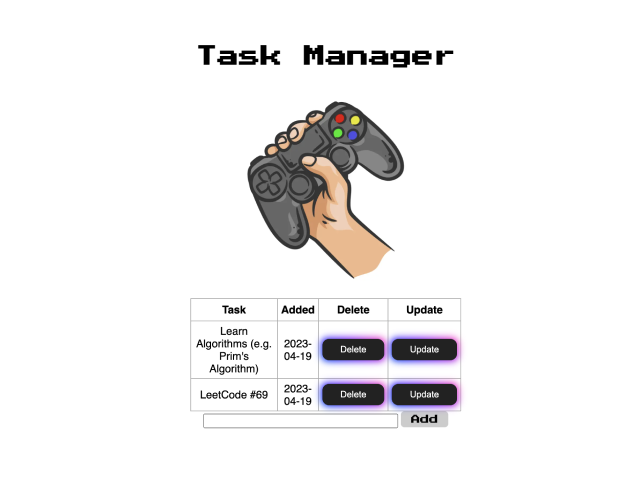 Task Manager
Task Added Delete Update
Learn
Algorithms (e.g.
Prim's
Algorithm)
2023-
04-19
Delete
Update
LeetCode #69
2023-
04-19
Delete
Update
Add